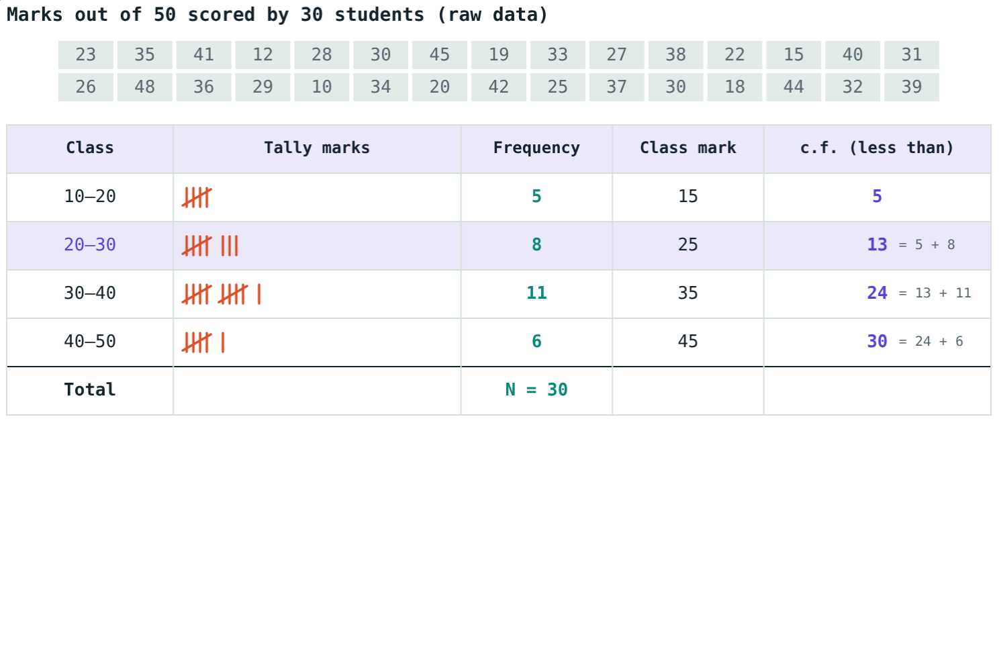 Marks out of 50 scored by 30 students (raw data)
23 35 41 12 28 30 45 19 33 27 38 22 15 40 31
26 48 36 29 10 34 20 42 25 37 30 18 44 32 39
Class Tally marks Frequency Class mark c.f. (less than)
10–20 5 15 5
20–30 8 25 13 = 5 + 8
30–40 11 35 24 = 13 + 11
40–50 6 45 30 = 24 + 6
Total N = 30